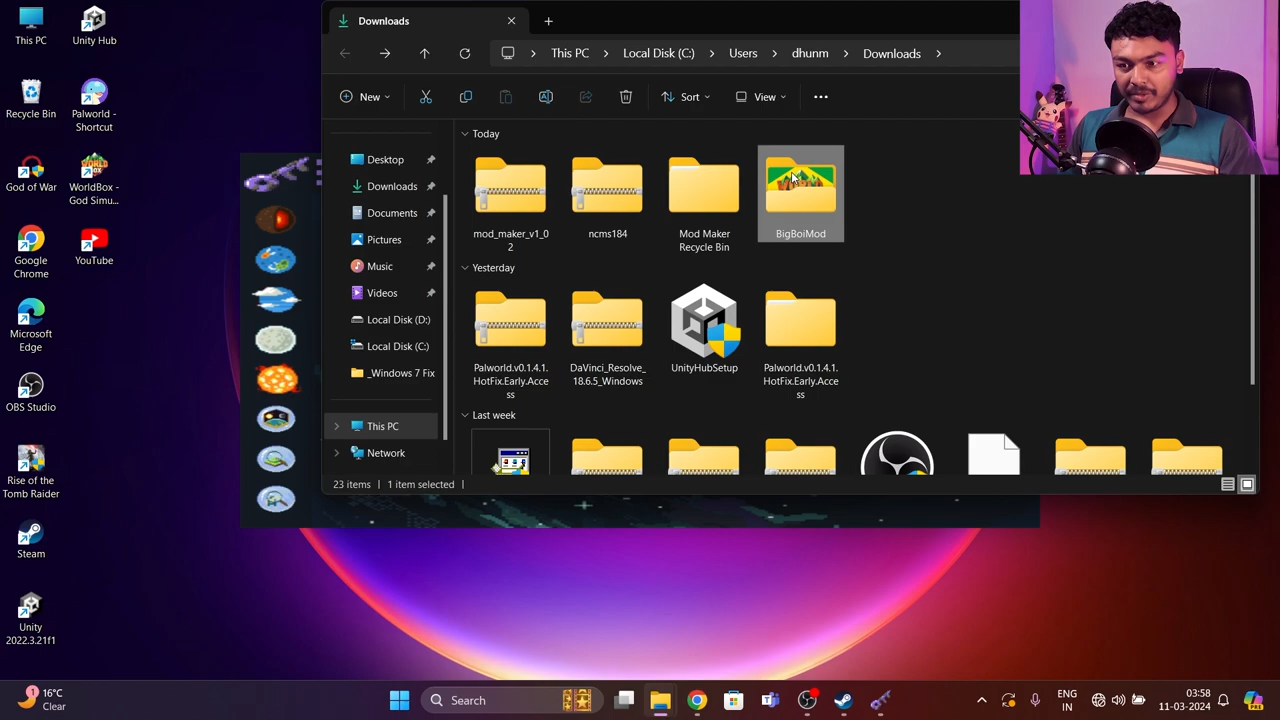 This PC
Unity Hub
Recycle Bin
Palworld -
Shortcut
God of War
WorldBox -
God Simu...
Google
Chrome
YouTube
Microsoft
Edge
OBS Studio
Rise of the
Tomb Raider
Steam
Unity
2022.3.21f1
Downloads
This PC
Local Disk (C:)
Users
dhunm
Downloads
New
Sort
View
Desktop
Downloads
Documents
Pictures
Music
Videos
Local Disk (D:)
Local Disk (C:)
_Windows 7 Fix
This PC
Network
Today
mod_maker_v1_0
2
ncms184
Mod Maker
Recycle Bin
BigBoiMod
Yesterday
Palworld.v0.1.4.1.
HotFix.Early.Acce
ss
DaVinci_Resolve_
18.6.5_Windows
UnityHubSetup
Palworld.v0.1.4.1.
HotFix.Early.Acce
ss
Last week
23 items
1 item selected
1
16°C
Clear
Search
ENG
IN
03:58
11-03-2024